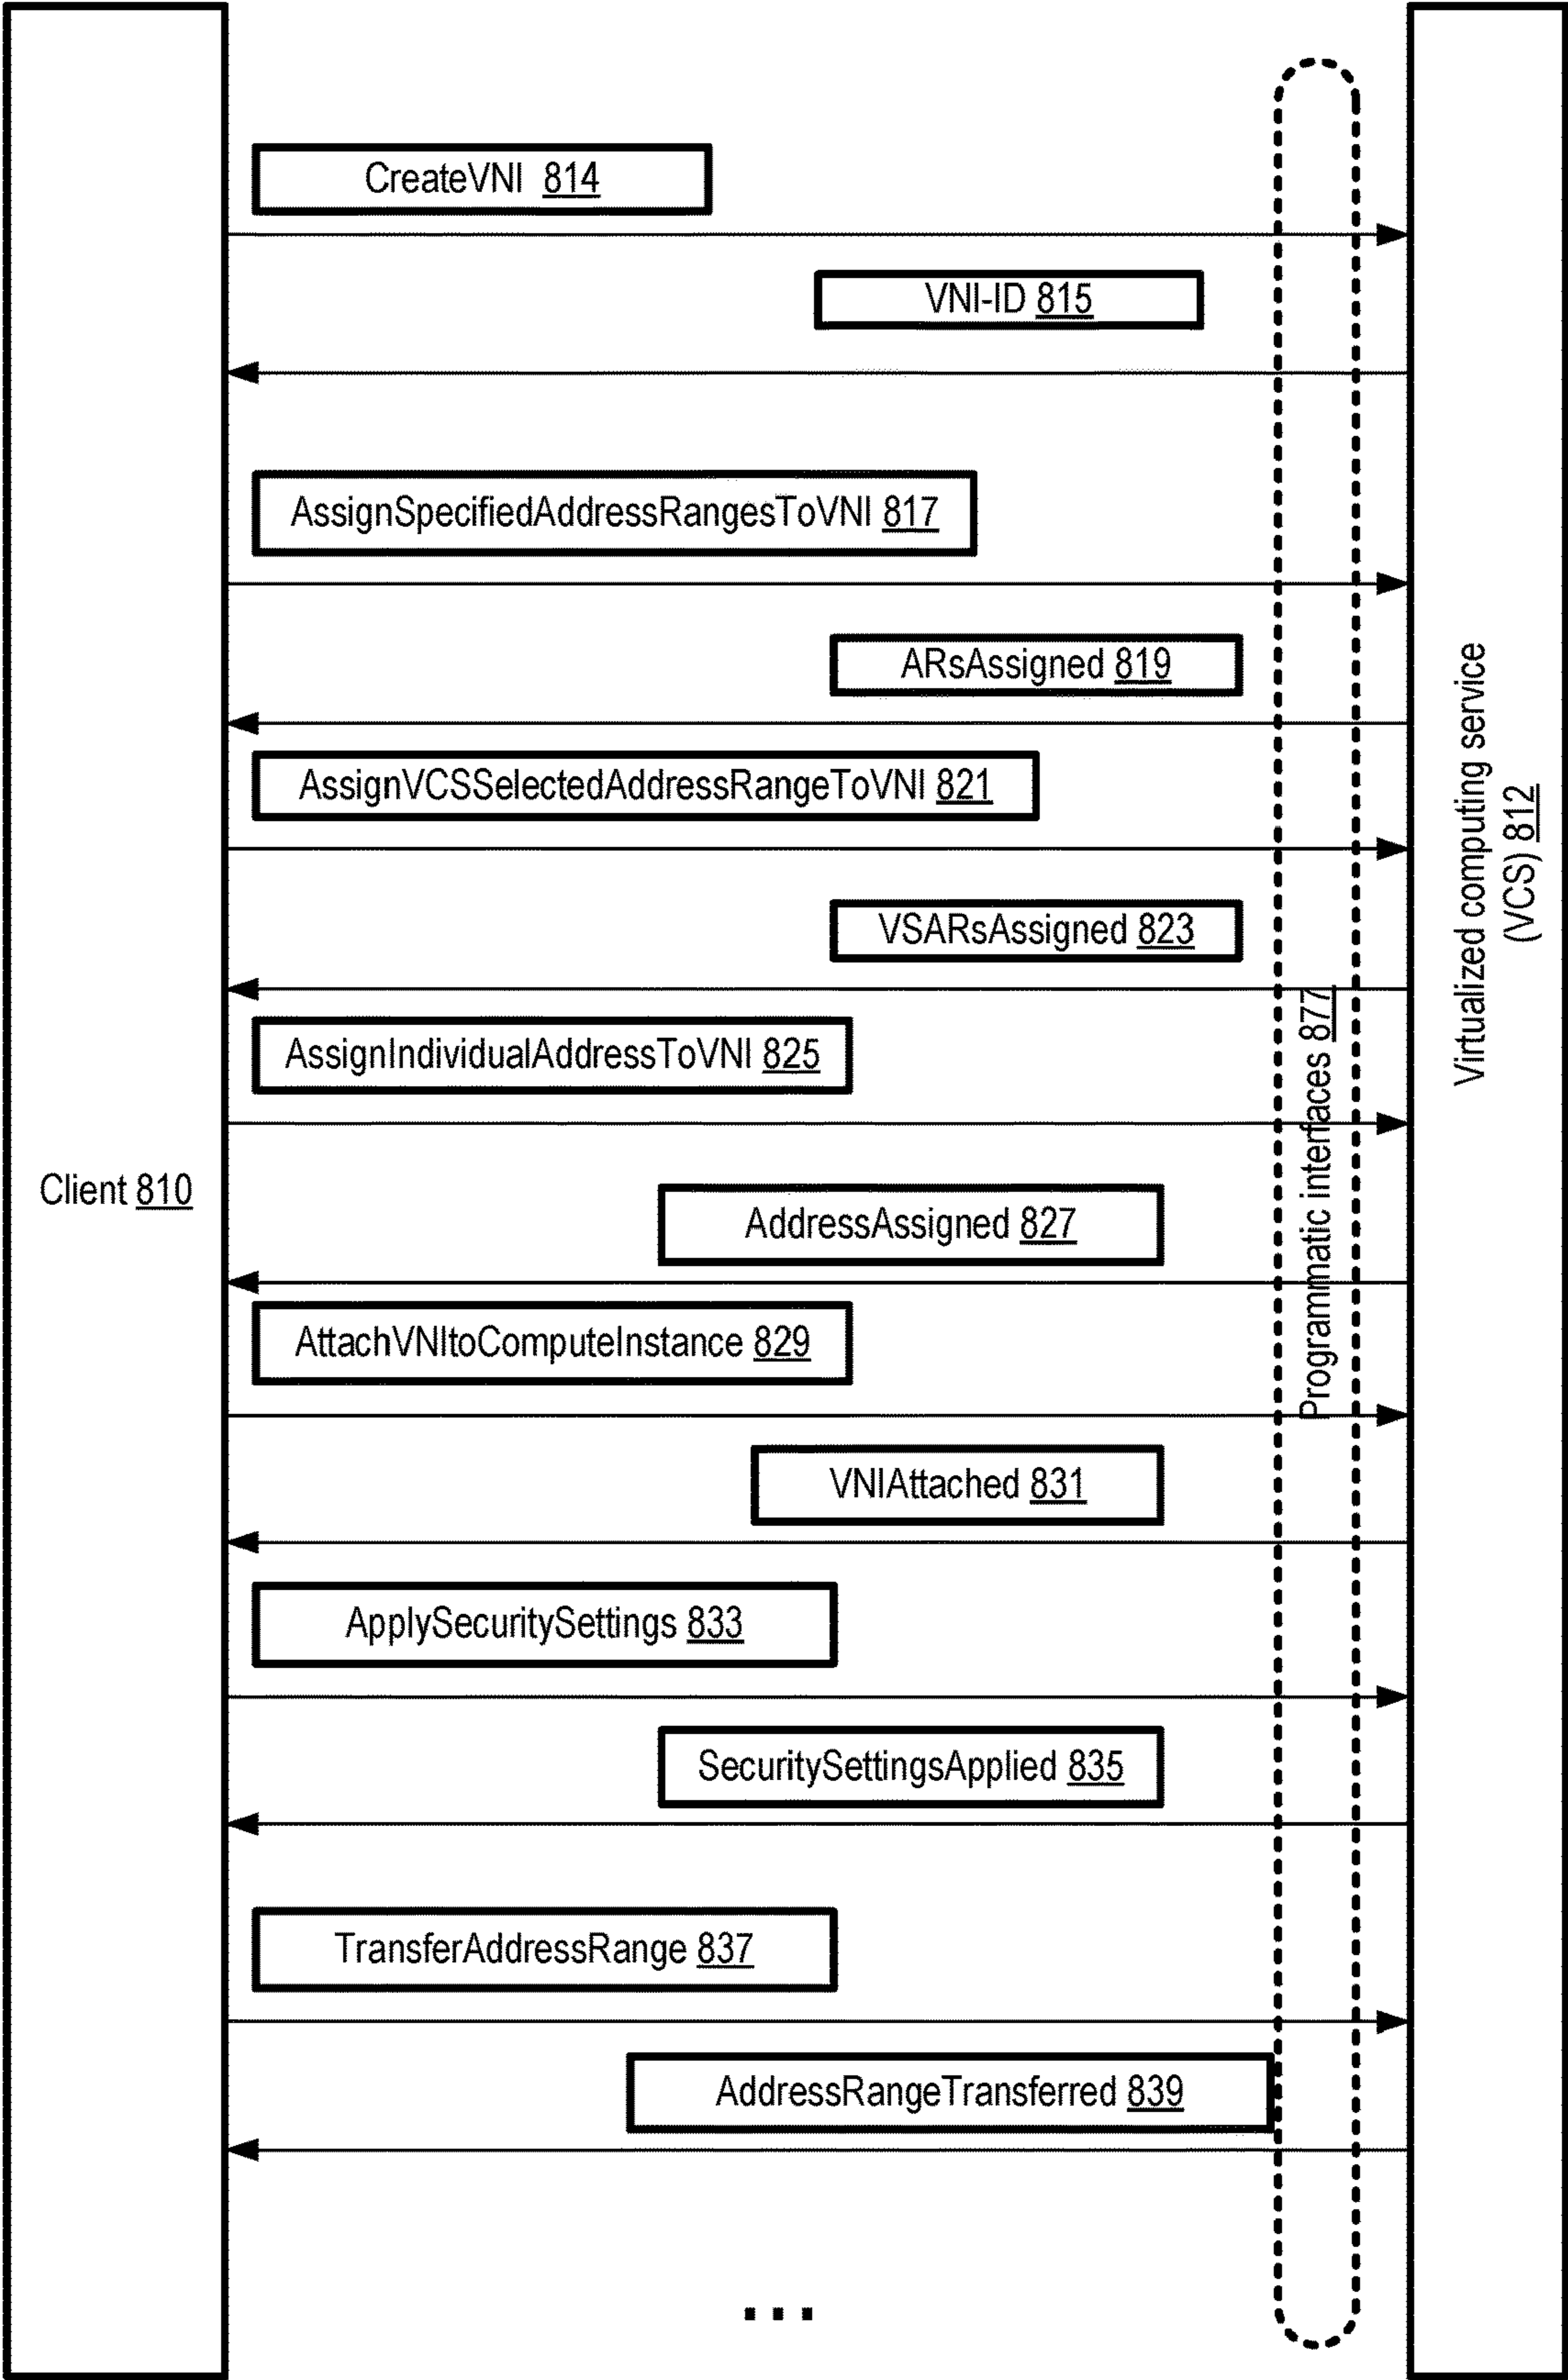 CreateVNI 814
VNI-ID 815
AssignSpecifiedAddressRangesToVNI 817
ARsAssigned 819
AssignVCSSelectedAddressRangeToVNI 821
VSARsAssigned 823
AssignIndividualAddressToVNI 825
Client 810
AddressAssigned 827
AttachVNItoComputeInstance 829
VNIAttached 831
ApplySecuritySettings 833
SecuritySettingsApplied 835
TransferAddressRange 837
AddressRangeTransferred 839
...
Programmatic interfaces 877
Virtualized computing service
(VCS) 812